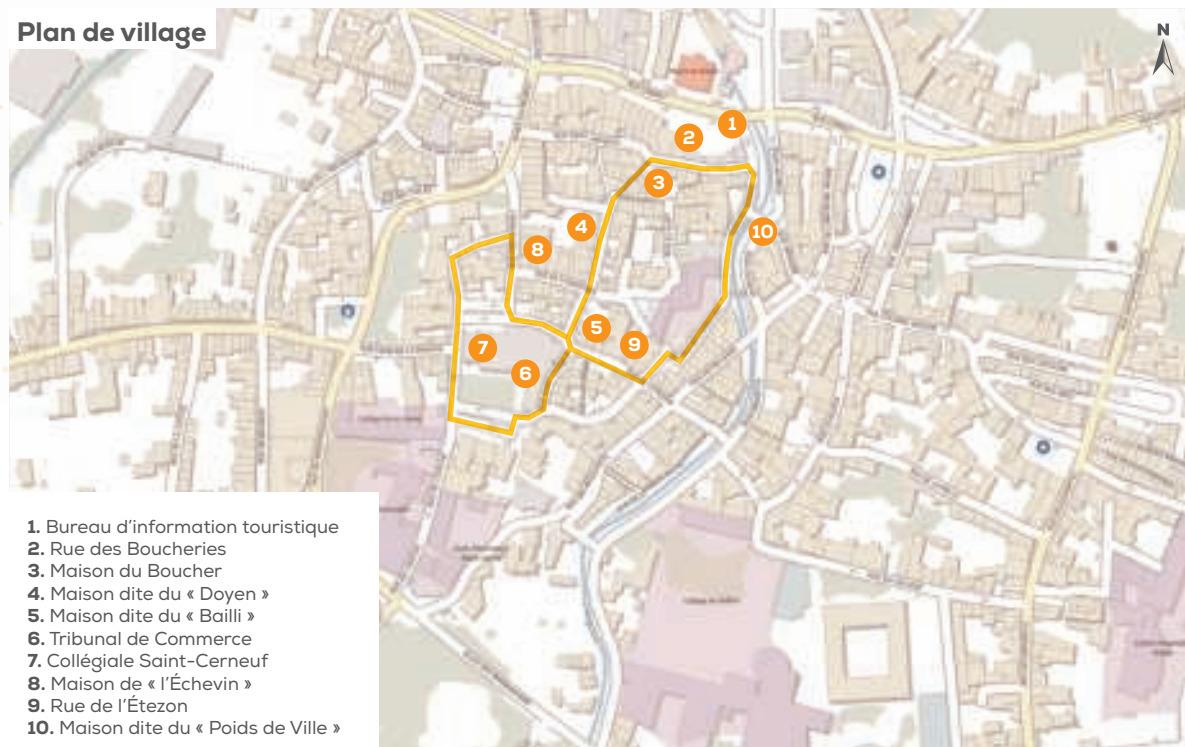 Plan de village
N
1
2
3
4
8
10
5
9
7
6
1. Bureau d'information touristique
2. Rue des Boucheries
3. Maison du Boucher
4. Maison dite du « Doyen »
5. Maison dite du « Bailli »
6. Tribunal de Commerce
7. Collégiale Saint-Cerneuf
8. Maison de « l'Échevin »
9. Rue de l'Étezon
10. Maison dite du « Poids de Ville »